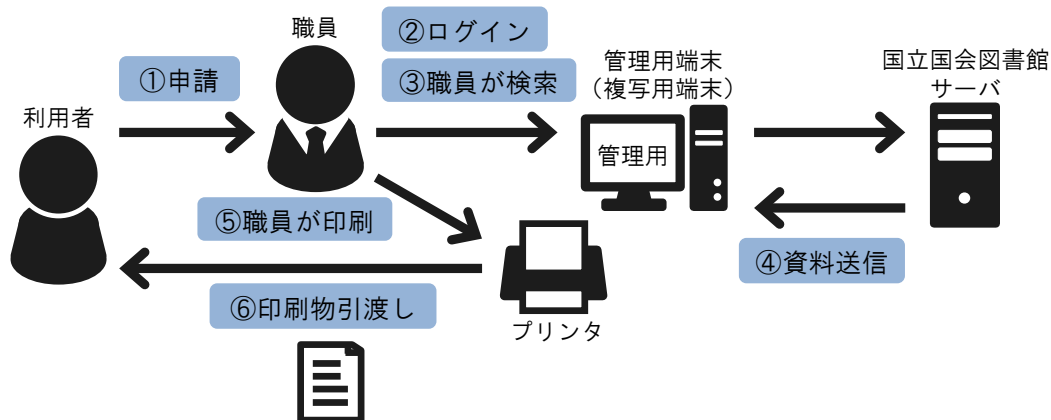 職員
②ログイン
①申請
③職員が検索
管理用端末
（複写用端末）
国立国会図書館
サーバ
利用者
管理用
⑤職員が印刷
④資料送信
⑥印刷物引渡し
プリンタ